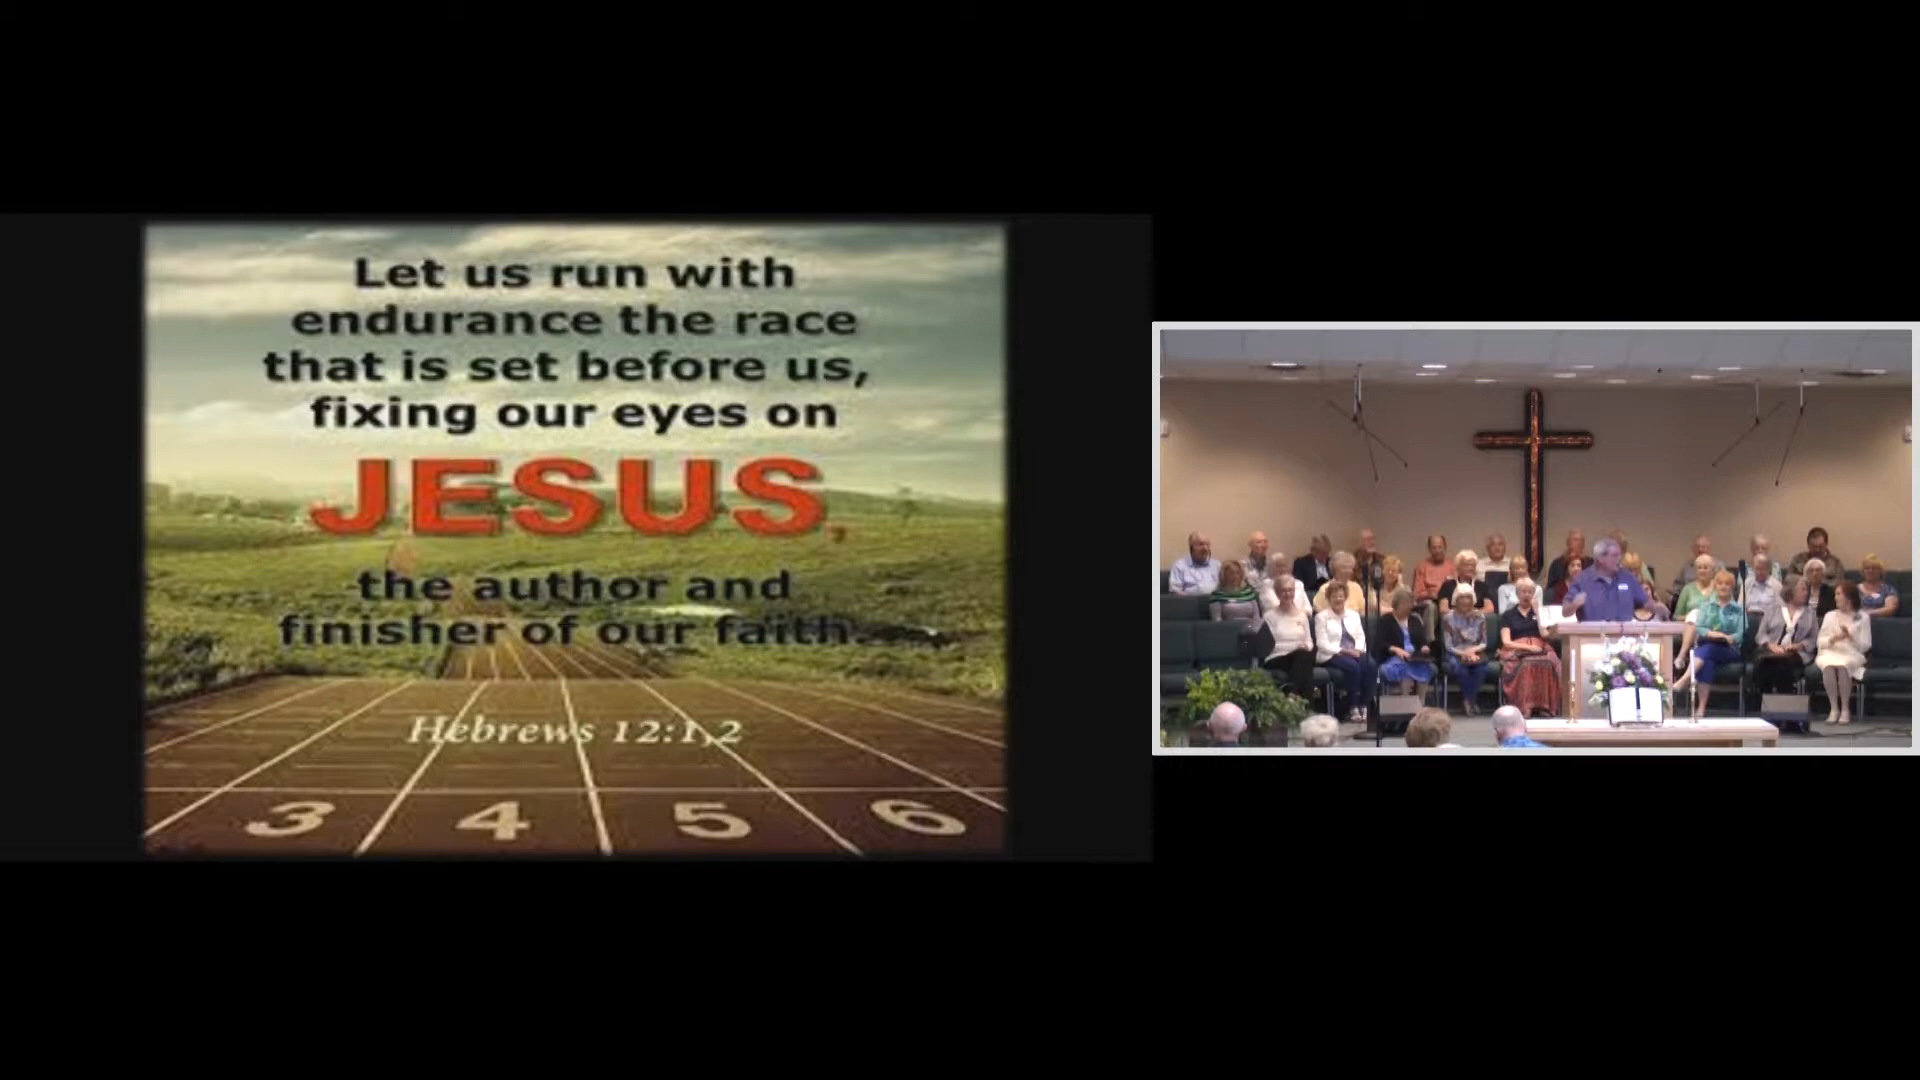 Let us run with
endurance the race
that is set before us,
fixing our eyes on
JESUS,
the author and
finisher of our faith.
Hebrews 12:1,2
3 4 5 6